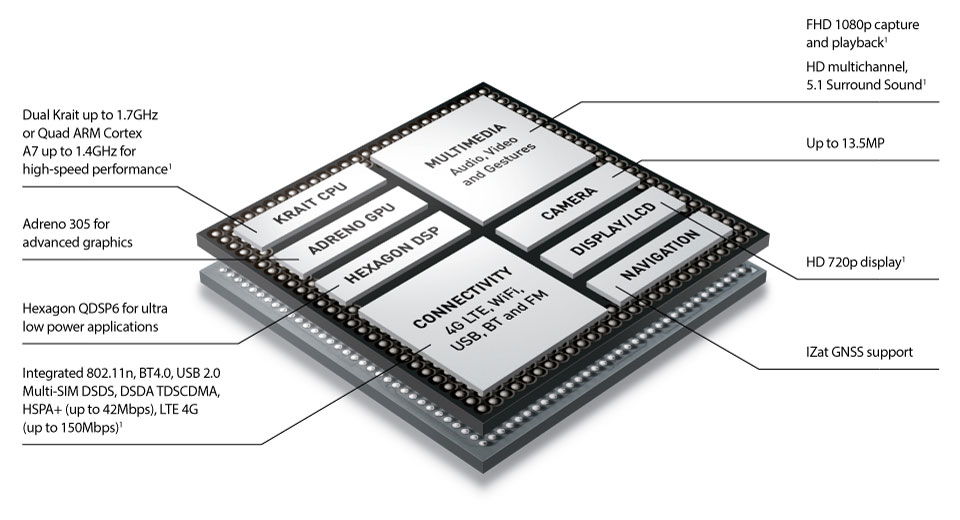 FHD 1080p capture
and playback¹
HD multichannel,
5.1 Surround Sound¹
Dual Krait up to 1.7GHz
or Quad ARM Cortex
A7 up to 1.4GHz for
high-speed performance¹
Up to 13.5MP
Adreno 305 for
advanced graphics
HD 720p display¹
Hexagon QDSP6 for ultra
low power applications
IZat GNSS support
Integrated 802.11n, BT4.0, USB 2.0
Multi-SIM DSDS, DSDA TDSCDMA,
HSPA+ (up to 42Mbps), LTE 4G
(up to 150Mbps)¹
MULTIMEDIA
Audio, Video
and Gestures
KRAIT CPU
ADRENO GPU
HEXAGON DSP
CAMERA
DISPLAY/LCD
NAVIGATION
CONNECTIVITY
4G LTE, WiFi,
USB, BT and FM